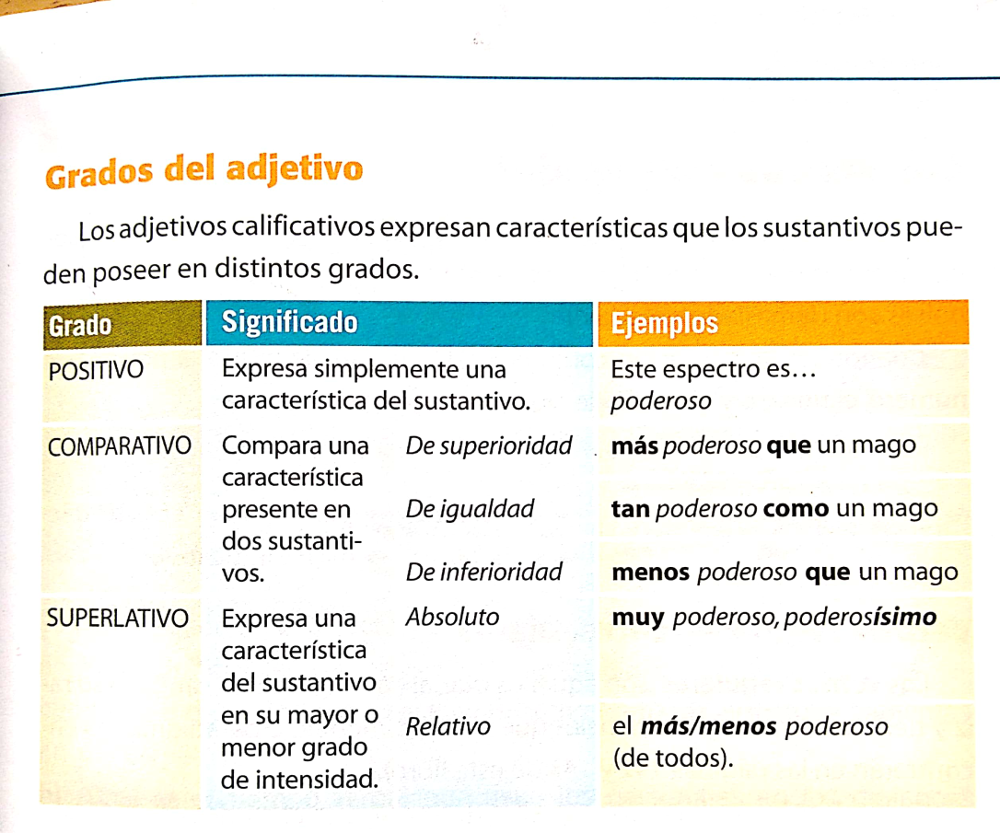 Grados del adjetivo
Los adjetivos calificativos expresan características que los sustantivos pue-
den poseer en distintos grados.
Grado Significado Ejemplos
POSITIVO Expresa simplemente una Este espectro es...
característica del sustantivo. poderoso
COMPARATIVO Compara una De superioridad más poderoso que un mago
característica
presente en De igualdad tan poderoso como un mago
dos sustanti-
vos. De inferioridad menos poderoso que un mago
SUPERLATIVO Expresa una Absoluto muy poderoso, poderosísimo
característica
del sustantivo
en su mayor o Relativo el más/menos poderoso
menor grado (de todos).
de intensidad.